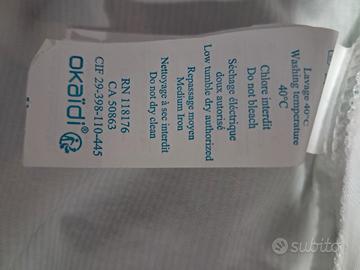 Lavage 40°C
Washing temperature
40°C
Chlore interdit
Do not bleach
Séchage électrique
doux autorisé
Low tumble dry authorized
Repassage moyen
Medium Iron
Nettoyage à sec interdit
Do not dry clean
RN 118176
CA 50863
okaïdi®
CIF 29-398-110-445
subito